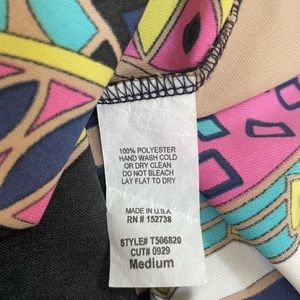 100% POLYESTER
HAND WASH COLD
OR DRY CLEAN
DO NOT BLEACH
LAY FLAT TO DRY
MADE IN U.S.A.
RN # 152738
STYLE# T506820
CUT# 0929
Medium